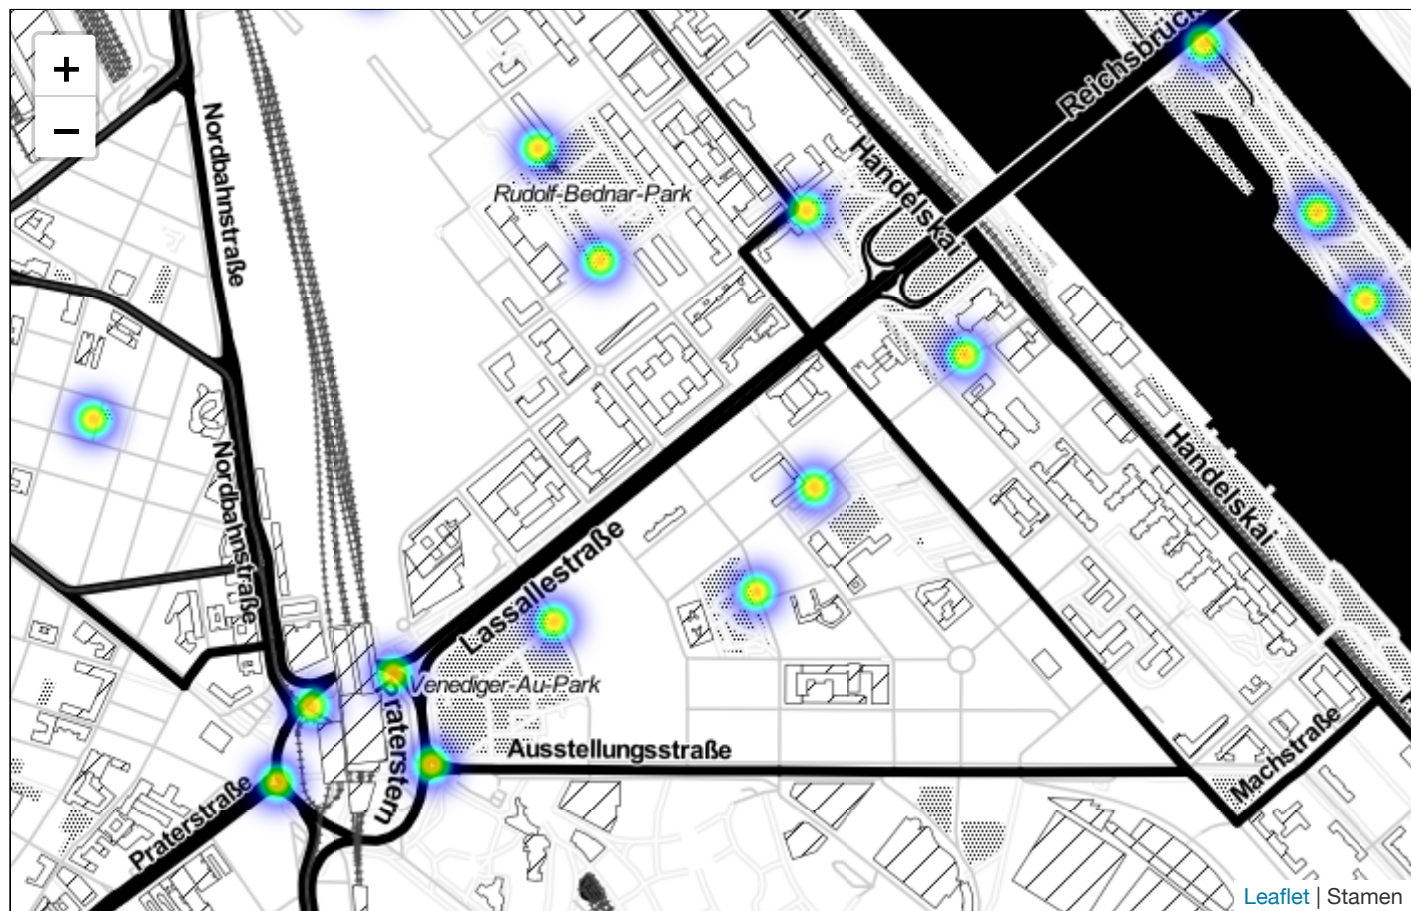 +
−
Reichsbrück
Nordbahnstraße
Handelskai
Rudolf-Bednar-Park
Nordbahnstraße
Handelskai
Lassallestraße
Venediger-Au-Park
Praterstern
Ausstellungsstraße
Machstraße
Praterstraße
Leaflet | Stamen